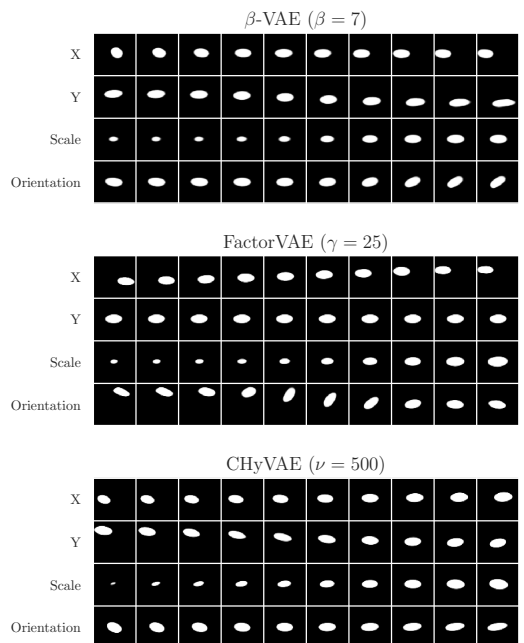 β-VAE (β = 7)
X
Y
Scale
Orientation
FactorVAE (γ = 25)
X
Y
Scale
Orientation
CHyVAE (ν = 500)
X
Y
Scale
Orientation